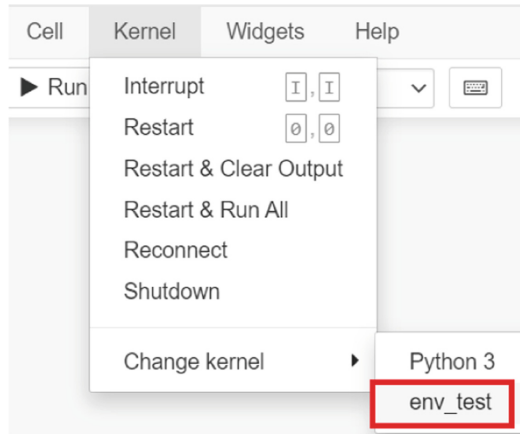 Cell Kernel Widgets Help
Run
Interrupt I,I
Restart 0,0
Restart & Clear Output
Restart & Run All
Reconnect
Shutdown
Change kernel
Python 3
env_test